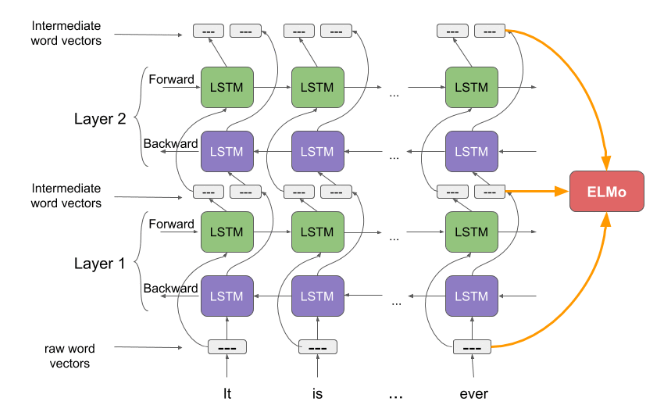 Intermediate
word vectors
--- --- --- --- --- ---
Forward
LSTM LSTM ... LSTM
Layer 2
Backward
LSTM LSTM ... LSTM
Intermediate
word vectors
--- --- --- --- --- ---
ELMo
Forward
LSTM LSTM ... LSTM
Layer 1
Backward
LSTM LSTM ... LSTM
raw word
vectors
--- --- ---
It is ... ever